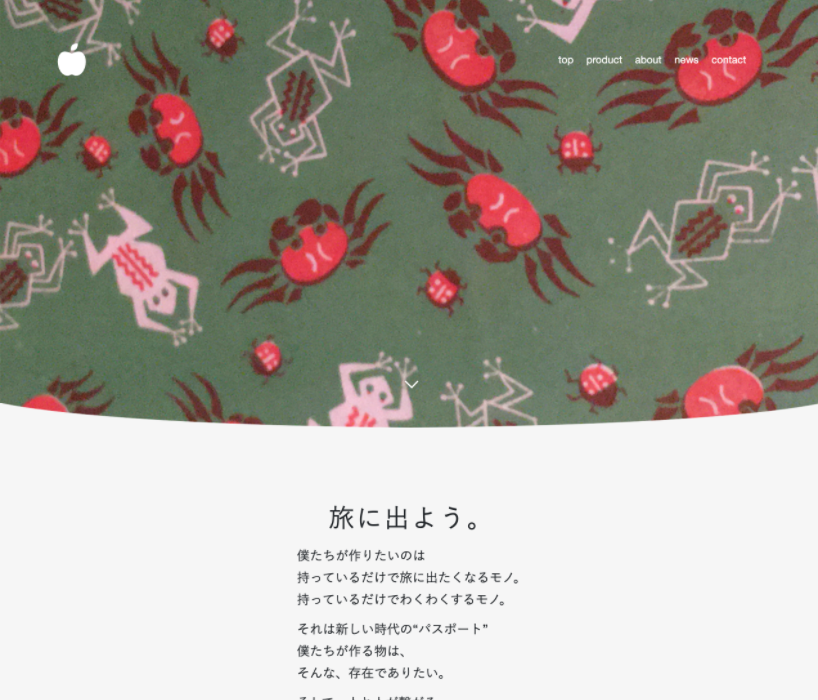 top product about news contact
旅に出よう。
僕たちが作りたいのは
持っているだけで旅に出たくなるモノ。
持っているだけでわくわくするモノ。
それは新しい時代の“パスポート”
僕たちが作る物は、
そんな、存在でありたい。